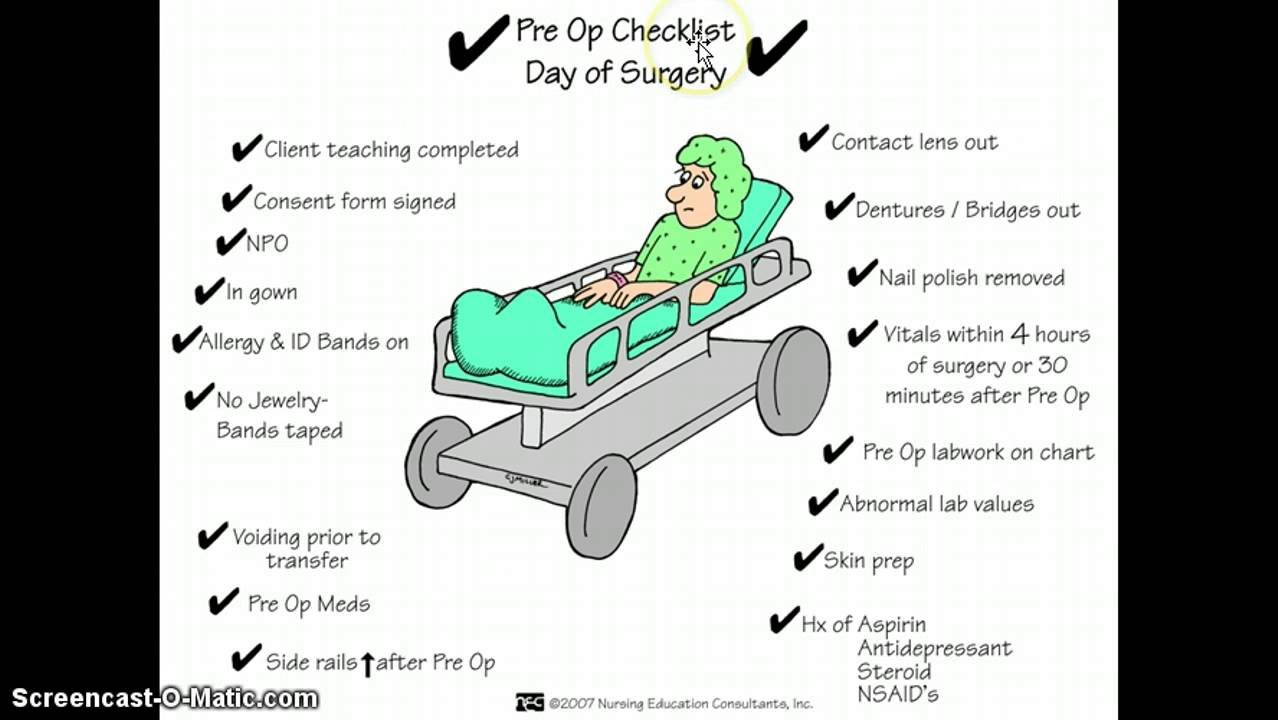 Pre Op Checklist
Day of Surgery
Client teaching completed
Consent form signed
NPO
In gown
Allergy & ID Bands on
No Jewelry-
Bands taped
Voiding prior to
transfer
Pre Op Meds
Side rails↑after Pre Op
Contact lens out
Dentures / Bridges out
Nail polish removed
Vitals within 4 hours
of surgery or 30
minutes after Pre Op
Pre Op labwork on chart
Abnormal lab values
Skin prep
Hx of Aspirin
Antidepressant
Steroid
NSAID's
CJMILLER
nec ©2007 Nursing Education Consultants, Inc.
Screencast-O-Matic.com